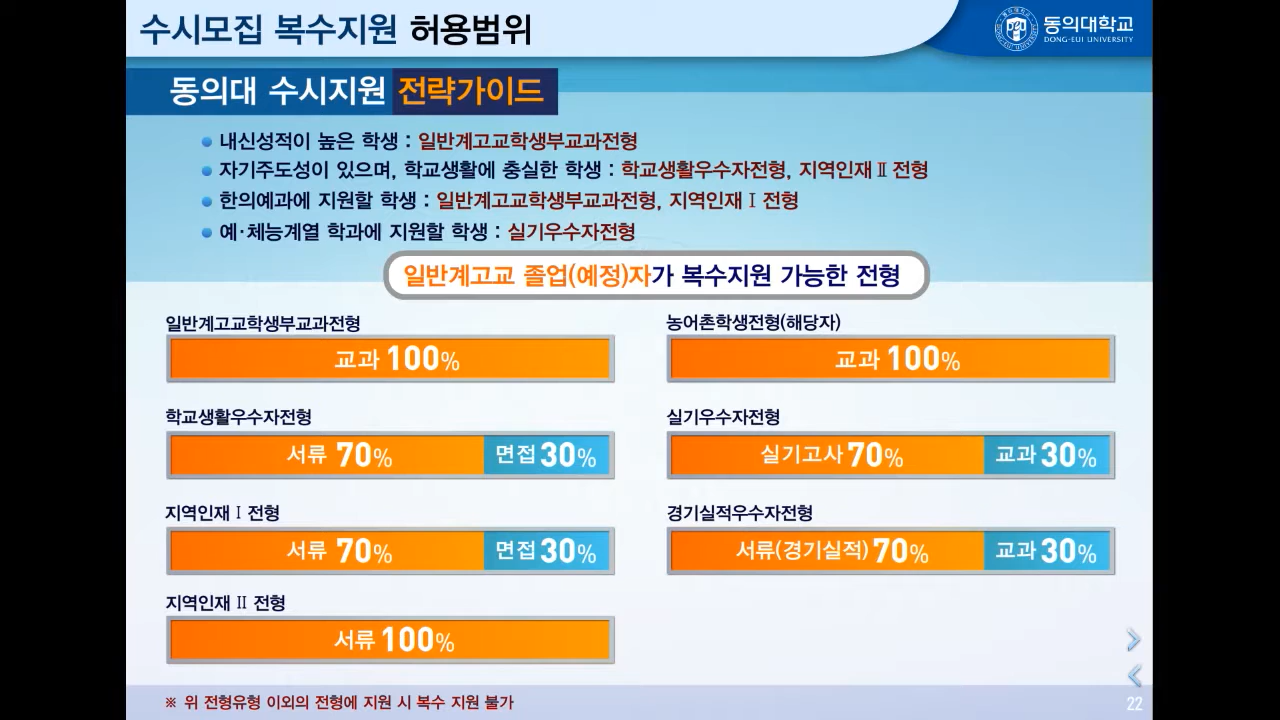 수시모집 복수지원 허용범위
동의대학교
DONG-EUI UNIVERSITY
동의대 수시지원 전략가이드
내신성적이 높은 학생 : 일반계고교학생부교과전형
자기주도성이 있으며, 학교생활에 충실한 학생 : 학교생활우수자전형, 지역인재Ⅱ전형
한의예과에 지원할 학생 : 일반계고교학생부교과전형, 지역인재Ⅰ전형
예·체능계열 학과에 지원할 학생 : 실기우수자전형
일반계고교 졸업(예정)자가 복수지원 가능한 전형
일반계고교학생부교과전형
교과 100%
학교생활우수자전형
서류 70% 면접 30%
지역인재Ⅰ전형
서류 70% 면접 30%
지역인재 Ⅱ 전형
서류 100%
농어촌학생전형(해당자)
교과 100%
실기우수자전형
실기고사 70% 교과 30%
경기실적우수자전형
서류(경기실적) 70% 교과 30%
※ 위 전형유형 이외의 전형에 지원 시 복수 지원 불가
22